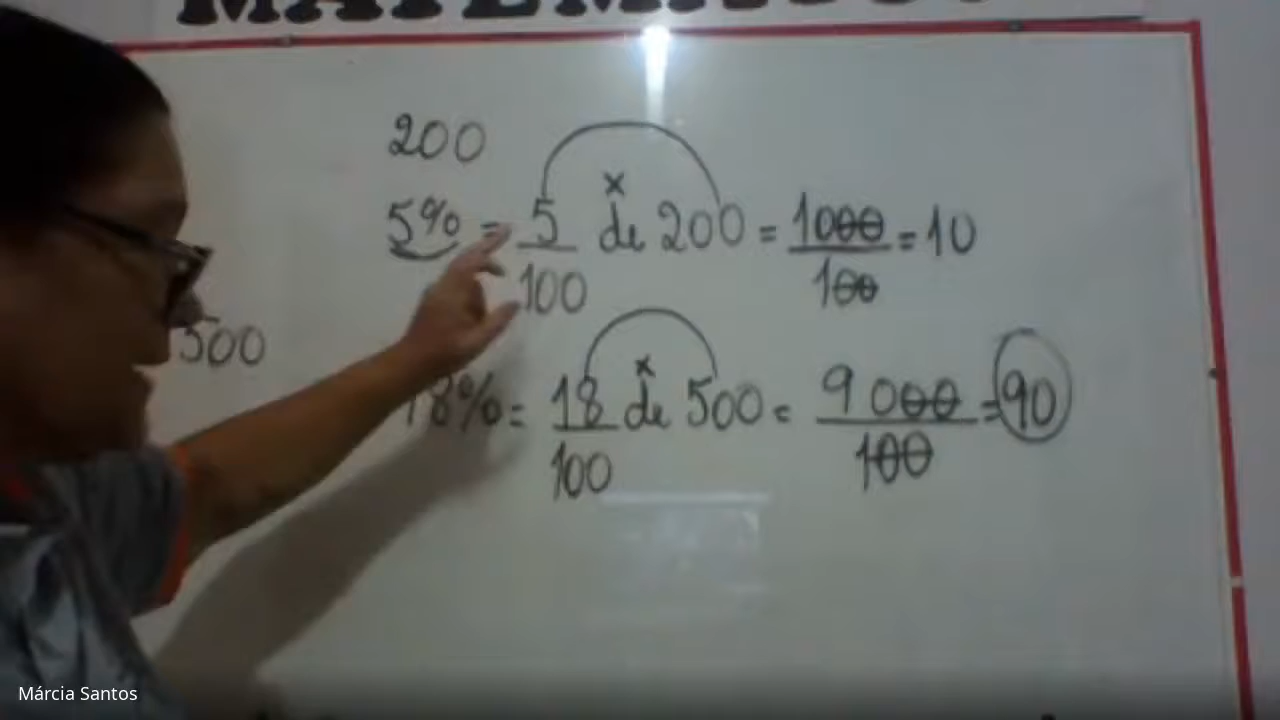 200
5% = 5/100 de 200 = 1000/100 = 10
×
500
18% = 18/100 de 500 = 9000/100 = 90
×
Márcia Santos